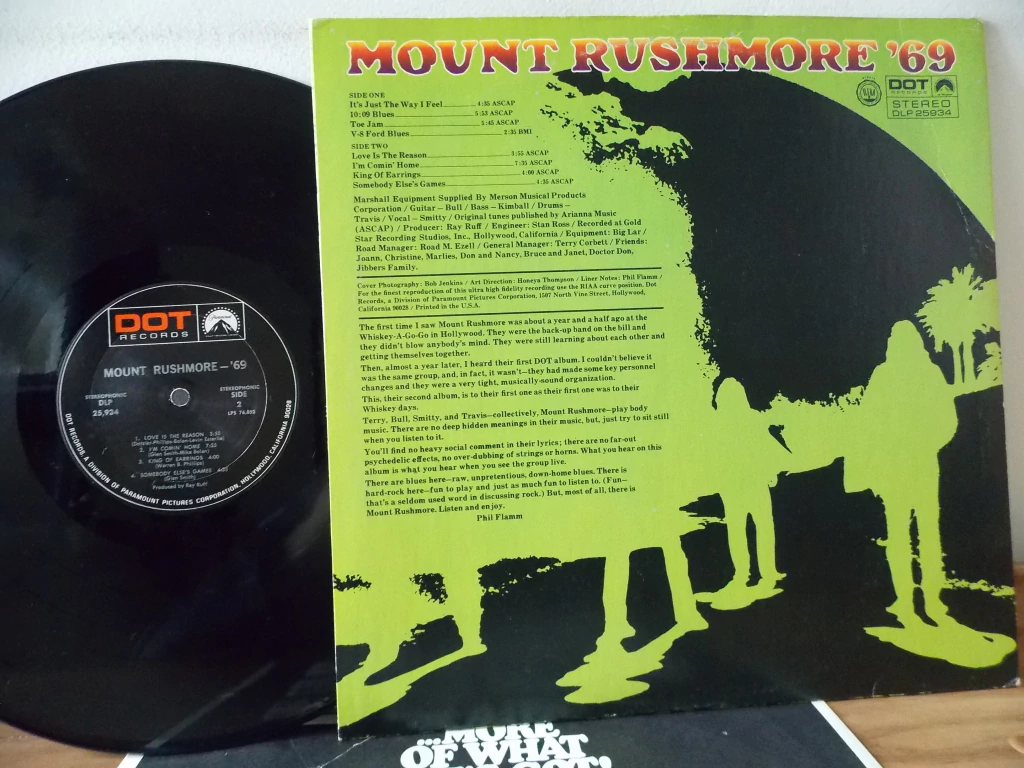 MOUNT RUSHMORE '69
DOT
RECORDS
STEREO
DLP 25934
SIDE ONE
It's Just The Way I Feel 4:35 ASCAP
10:09 Blues 5:53 ASCAP
Toe Jam 5:45 ASCAP
V-8 Ford Blues 2:35 BMI
SIDE TWO
Love Is The Reason 3:55 ASCAP
I'm Comin' Home 7:35 ASCAP
King Of Earrings 4:00 ASCAP
Somebody Else's Games 4:35 ASCAP
Marshall Equipment Supplied By Merson Musical Products
Corporation / Guitar – Bull / Bass – Kimball / Drums –
Travis / Vocal – Smitty / Original tunes published by Arianna Music
(ASCAP) / Producer: Ray Ruff / Engineer: Stan Ross / Recorded at Gold
Star Recording Studios, Inc., Hollywood, California / Equipment: Big Lar /
Road Manager: Road M. Ezell / General Manager: Terry Corbett / Friends:
Joann, Christine, Marlies, Don and Nancy, Bruce and Janet, Doctor Don,
Jibbers Family.
Cover Photography: Bob Jenkins / Art Direction: Honeya Thompson / Liner Notes: Phil Flamm /
For the finest reproduction of this ultra high fidelity recording use the RIAA curve position. Dot
Records, a Division of Paramount Pictures Corporation, 1507 North Vine Street, Hollywood,
California 90028 / Printed in the U.S.A.
The first time I saw Mount Rushmore was about a year and a half ago at the
Whiskey-A-Go-Go in Hollywood. They were the back-up band on the bill and
they didn't blow anybody's mind. They were still learning about each other and
getting themselves together.
Then, almost a year later, I heard their first DOT album. I couldn't believe it
was the same group, and, in fact, it wasn't—they had made some key personnel
changes and they were a very tight, musically-sound organization.
This, their second album, is to their first one as their first one was to their
Whiskey days.
Terry, Bull, Smitty, and Travis—collectively, Mount Rushmore—play body
music. There are no deep hidden meanings in their music, but, just try to sit still
when you listen to it.
You'll find no heavy social comment in their lyrics; there are no far-out
psychedelic effects, no over-dubbing of strings or horns. What you hear on this
album is what you hear when you see the group live.
There are blues here—raw, unpretentious, down-home blues. There is
hard-rock here—fun to play and just as much fun to listen to. (Fun—
that's a seldom used word in discussing rock.) But, most of all, there is
Mount Rushmore. Listen and enjoy.
Phil Flamm
DOT
RECORDS
Paramount
MOUNT RUSHMORE – '69
STEREOPHONIC
DLP
25,934
STEREOPHONIC
SIDE
2
1. LOVE IS THE REASON 3:55
2. I'M COMIN' HOME 7:35
(Glen Smith-Mike Bolan)
3. KING OF EARRINGS 4:00
(Warren B. Phillips)
4. SOMEBODY ELSE'S GAMES 4:35
(Glen Smith)
Produced by Ray Ruff
DOT RECORDS A DIVISION OF PARAMOUNT PICTURES CORPORATION, HOLLYWOOD, CALIFORNIA 90028
...MORE
OF WHAT
GOT!